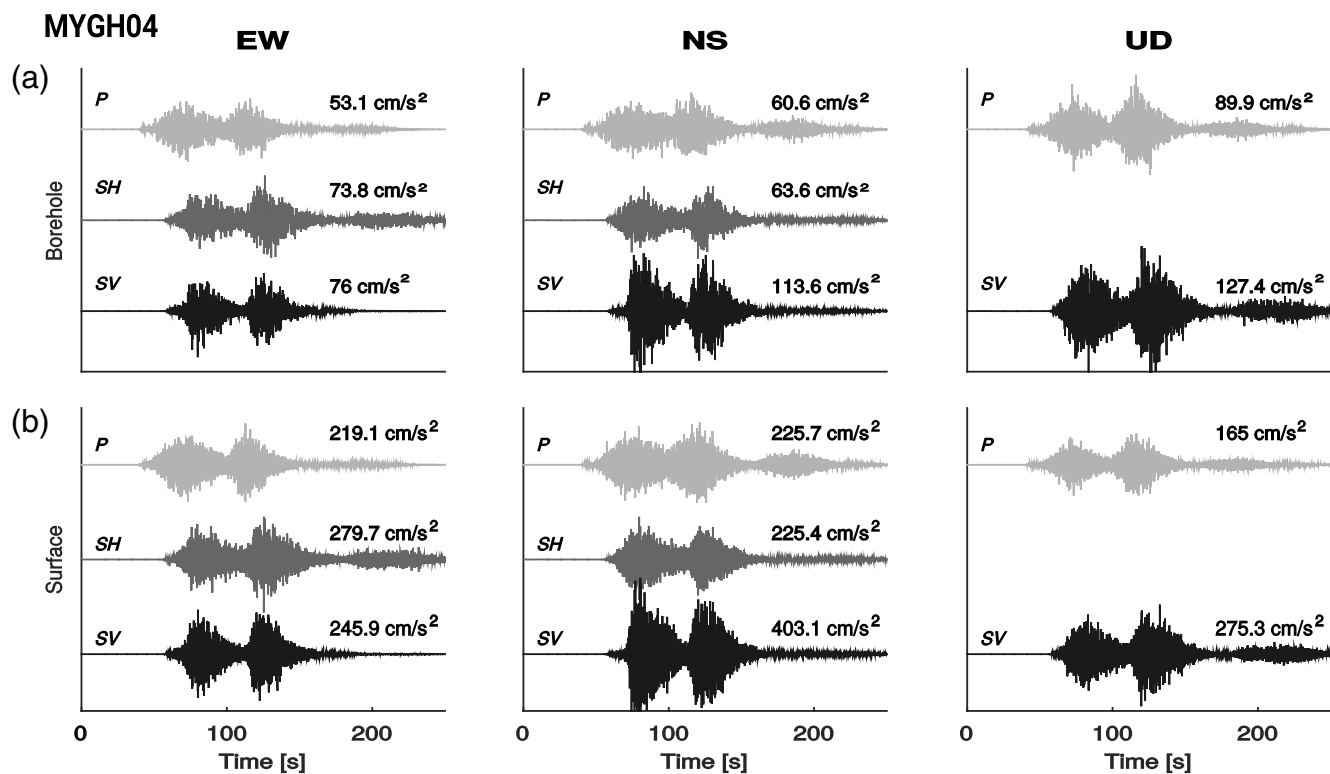 MYGH04
EW NS UD
(a)
P 53.1 cm/s² P 60.6 cm/s² P 89.9 cm/s²
Borehole
SH 73.8 cm/s² SH 63.6 cm/s²
SV 76 cm/s² SV 113.6 cm/s² SV 127.4 cm/s²
(b)
P 219.1 cm/s² P 225.7 cm/s² P 165 cm/s²
Surface
SH 279.7 cm/s² SH 225.4 cm/s²
SV 245.9 cm/s² SV 403.1 cm/s² SV 275.3 cm/s²
0 100 200 0 100 200 0 100 200
Time [s] Time [s] Time [s]